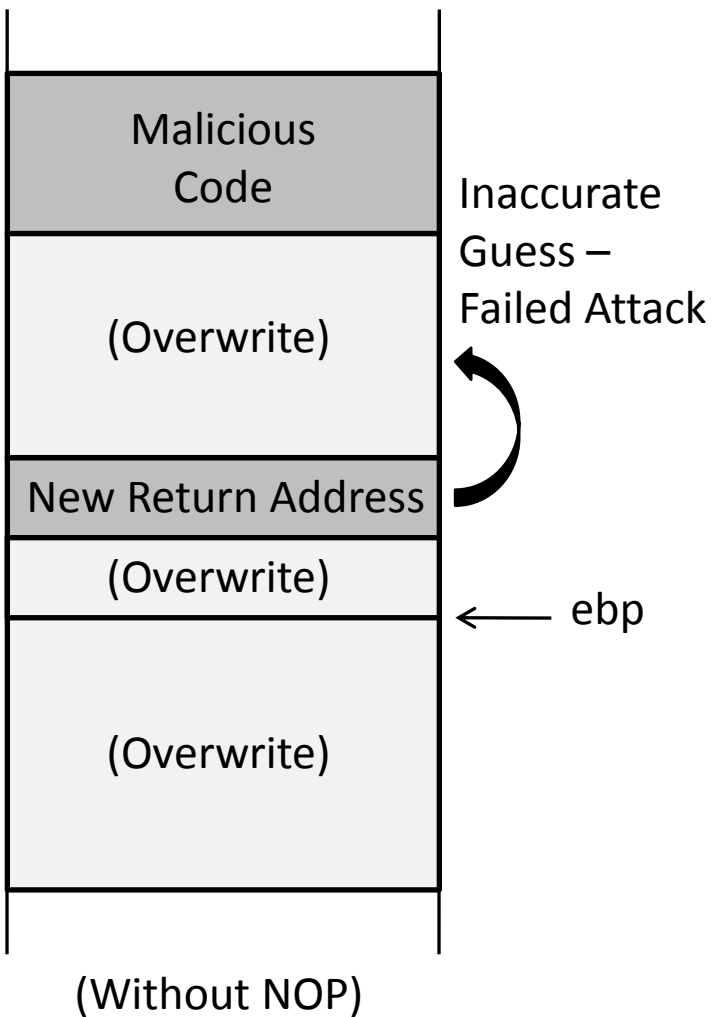 Malicious
Code
Inaccurate
Guess –
Failed Attack
(Overwrite)
New Return Address
(Overwrite)
ebp
(Overwrite)
(Without NOP)